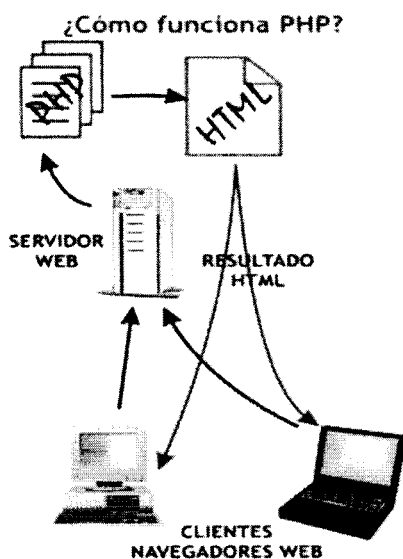 ¿Cómo funciona PHP?
PHP
HTML
SERVIDOR
WEB
RESULTADO
HTML
CLIENTES
NAVEGADORES WEB